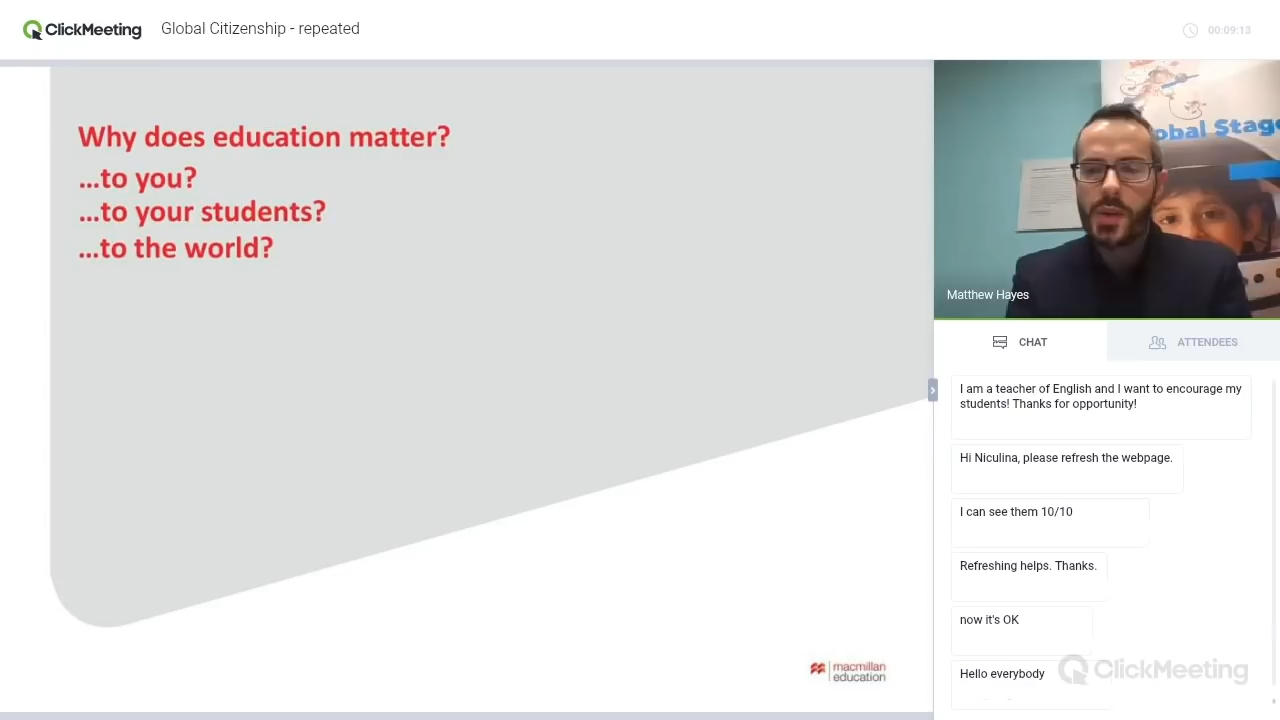 ClickMeeting
Global Citizenship - repeated
00:09:13
Why does education matter?
...to you?
...to your students?
...to the world?
macmillan
education
obal Stage
Matthew Hayes
CHAT
ATTENDEES
I am a teacher of English and I want to encourage my
students! Thanks for opportunity!
Hi Niculina, please refresh the webpage.
I can see them 10/10
Refreshing helps. Thanks.
now it's OK
Hello everybody
ClickMeeting